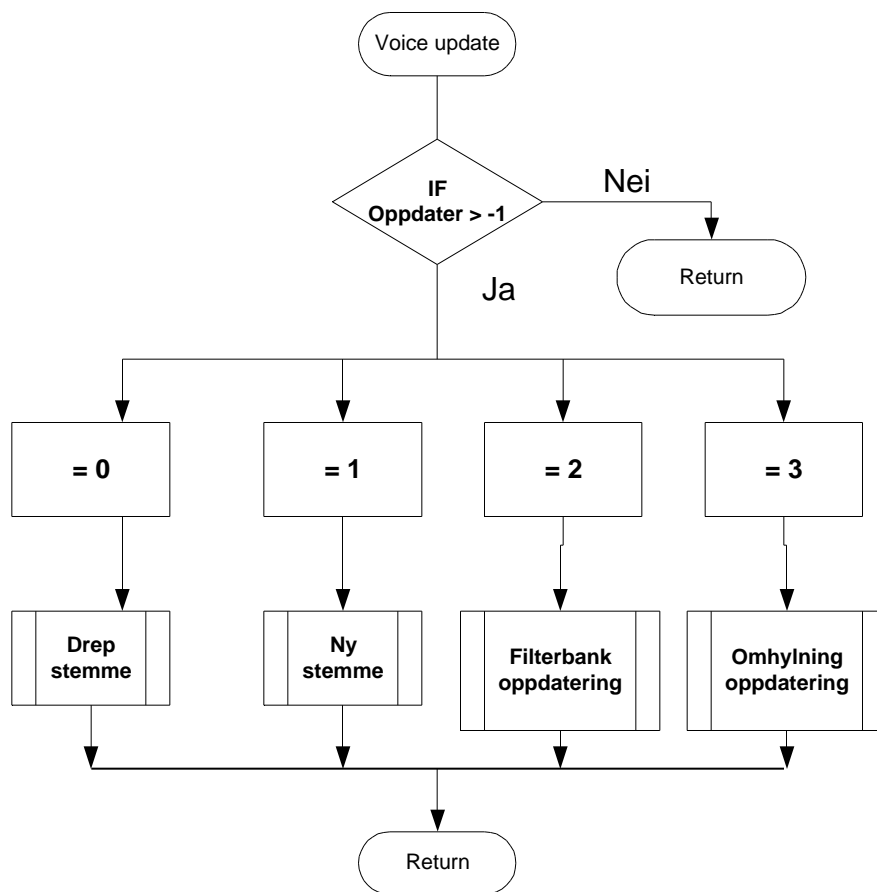 Voice update
IF
Oppdater > -1
Nei
Return
Ja
= 0
= 1
= 2
= 3
Drep
stemme
Ny
stemme
Filterbank
oppdatering
Omhylning
oppdatering
Return